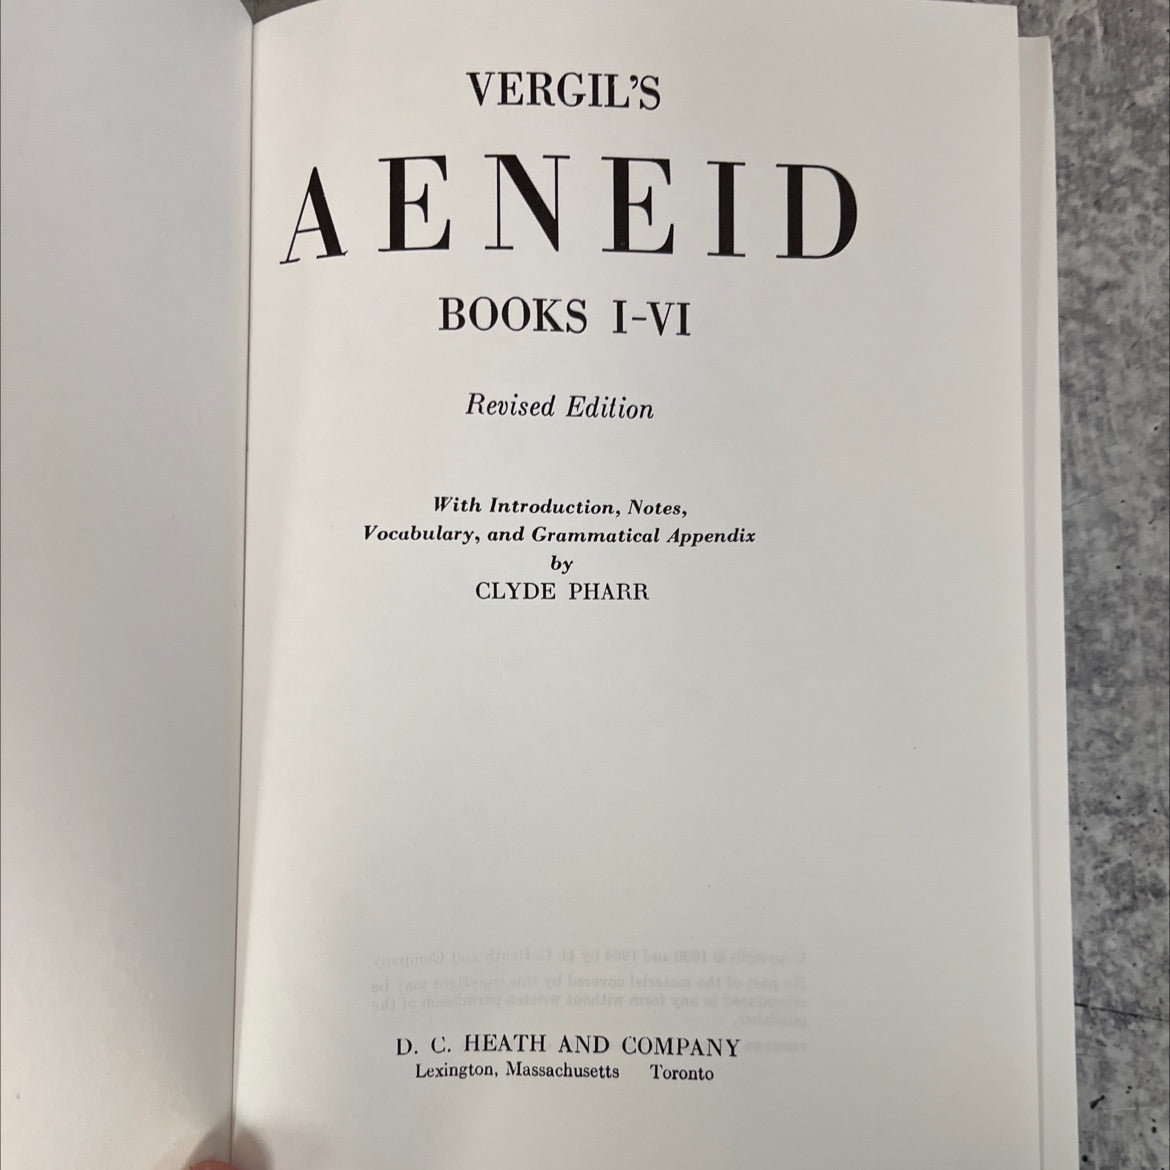 VERGIL'S
AENEID
BOOKS I-VI
Revised Edition
With Introduction, Notes,
Vocabulary, and Grammatical Appendix
by
CLYDE PHARR
D. C. HEATH AND COMPANY
Lexington, Massachusetts Toronto